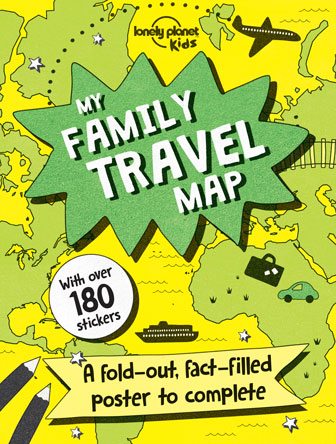 lonely planet
Kids
MY
FAMILY
TRAVEL
MAP
With over
180
stickers
A fold-out, fact-filled
poster to complete